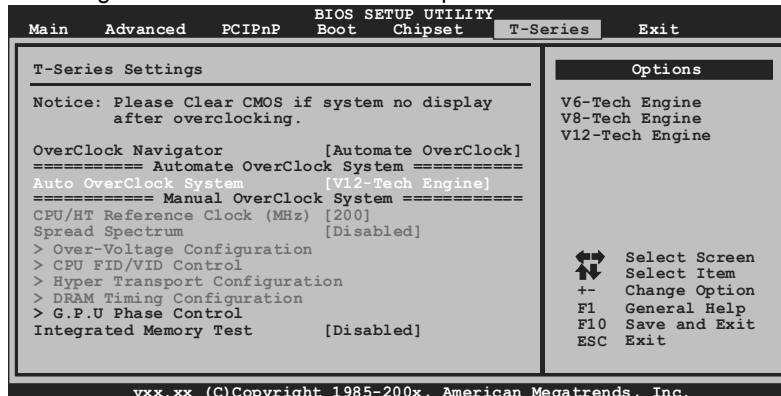 BIOS SETUP UTILITY
Main Advanced PCIPnP Boot Chipset T-Series Exit
T-Series Settings
Notice: Please Clear CMOS if system no display
after overclocking.
OverClock Navigator [Automate OverClock]
=========== Automate OverClock System ===========
Auto OverClock System [V12-Tech Engine]
============ Manual OverClock System ============
CPU/HT Reference Clock (MHz) [200]
Spread Spectrum [Disabled]
> Over-Voltage Configuration
> CPU FID/VID Control
> Hyper Transport Configuration
> DRAM Timing Configuration
> G.P.U Phase Control
Integrated Memory Test [Disabled]
Options
V6-Tech Engine
V8-Tech Engine
V12-Tech Engine
Select Screen
Select Item
+- Change Option
F1 General Help
F10 Save and Exit
ESC Exit
vxx.xx (C)Copyright 1985-200x, American Megatrends, Inc.